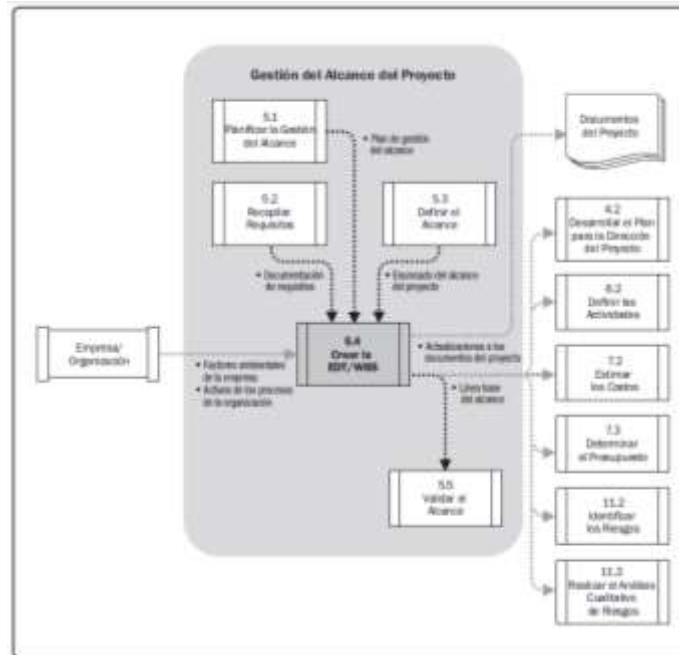 Gestión del Alcance del Proyecto
5.1
Planificar la Gestión
del Alcance
• Plan de gestión
del alcance
Documentos
del Proyecto
5.2
Recopilar
Requisitos
5.3
Definir el
Alcance
4.2
Desarrollar el Plan
para la Dirección
del Proyecto
• Documentación
de requisitos
• Enunciado del alcance
del proyecto
6.2
Definir las
Actividades
Empresa/
Organización
• Factores ambientales
de la empresa
• Activos de los procesos
de la organización
5.4
Crear la
EDT/WBS
• Actualizaciones a los
documentos del proyecto
• Línea base
del alcance
7.2
Estimar
los Costos
7.3
Determinar
el Presupuesto
5.5
Validar el
Alcance
11.2
Identificar
los Riesgos
11.3
Realizar el Análisis
Cualitativo
de Riesgos